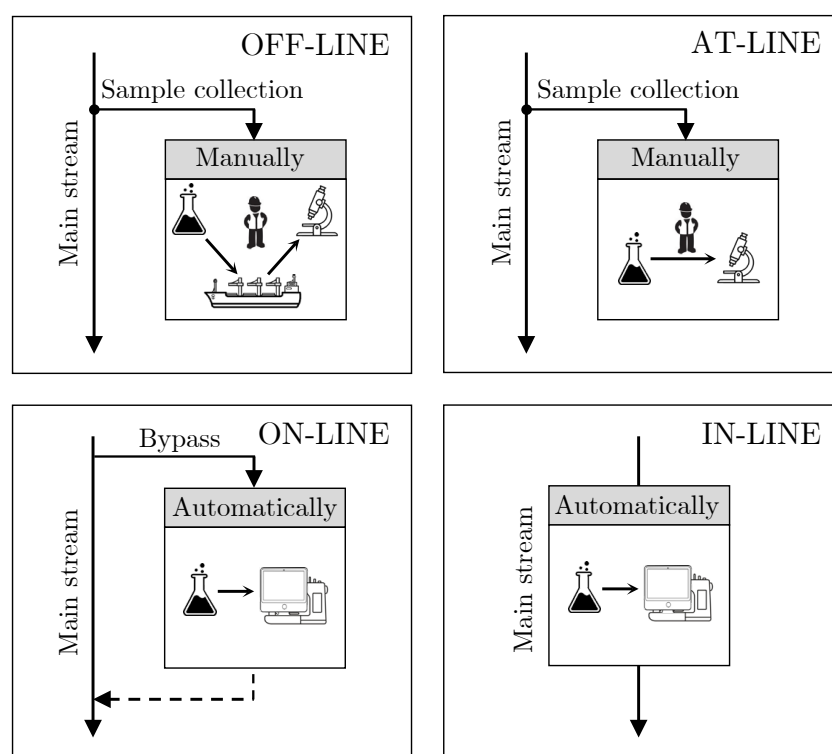 OFF-LINE
Sample collection
Manually
Main stream
AT-LINE
Sample collection
Manually
Main stream
ON-LINE
Bypass
Automatically
Main stream
IN-LINE
Automatically
Main stream